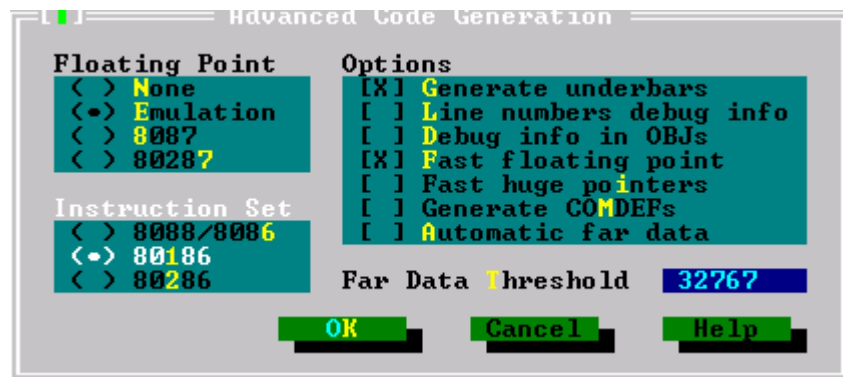 Advanced Code Generation
Floating Point
( ) None
(•) Emulation
( ) 8087
( ) 80287
Instruction Set
( ) 8088/8086
(•) 80186
( ) 80286
Options
[X] Generate underbars
[ ] Line numbers debug info
[ ] Debug info in OBJs
[X] Fast floating point
[ ] Fast huge pointers
[ ] Generate COMDEFs
[ ] Automatic far data
Far Data Threshold 32767
OK Cancel Help